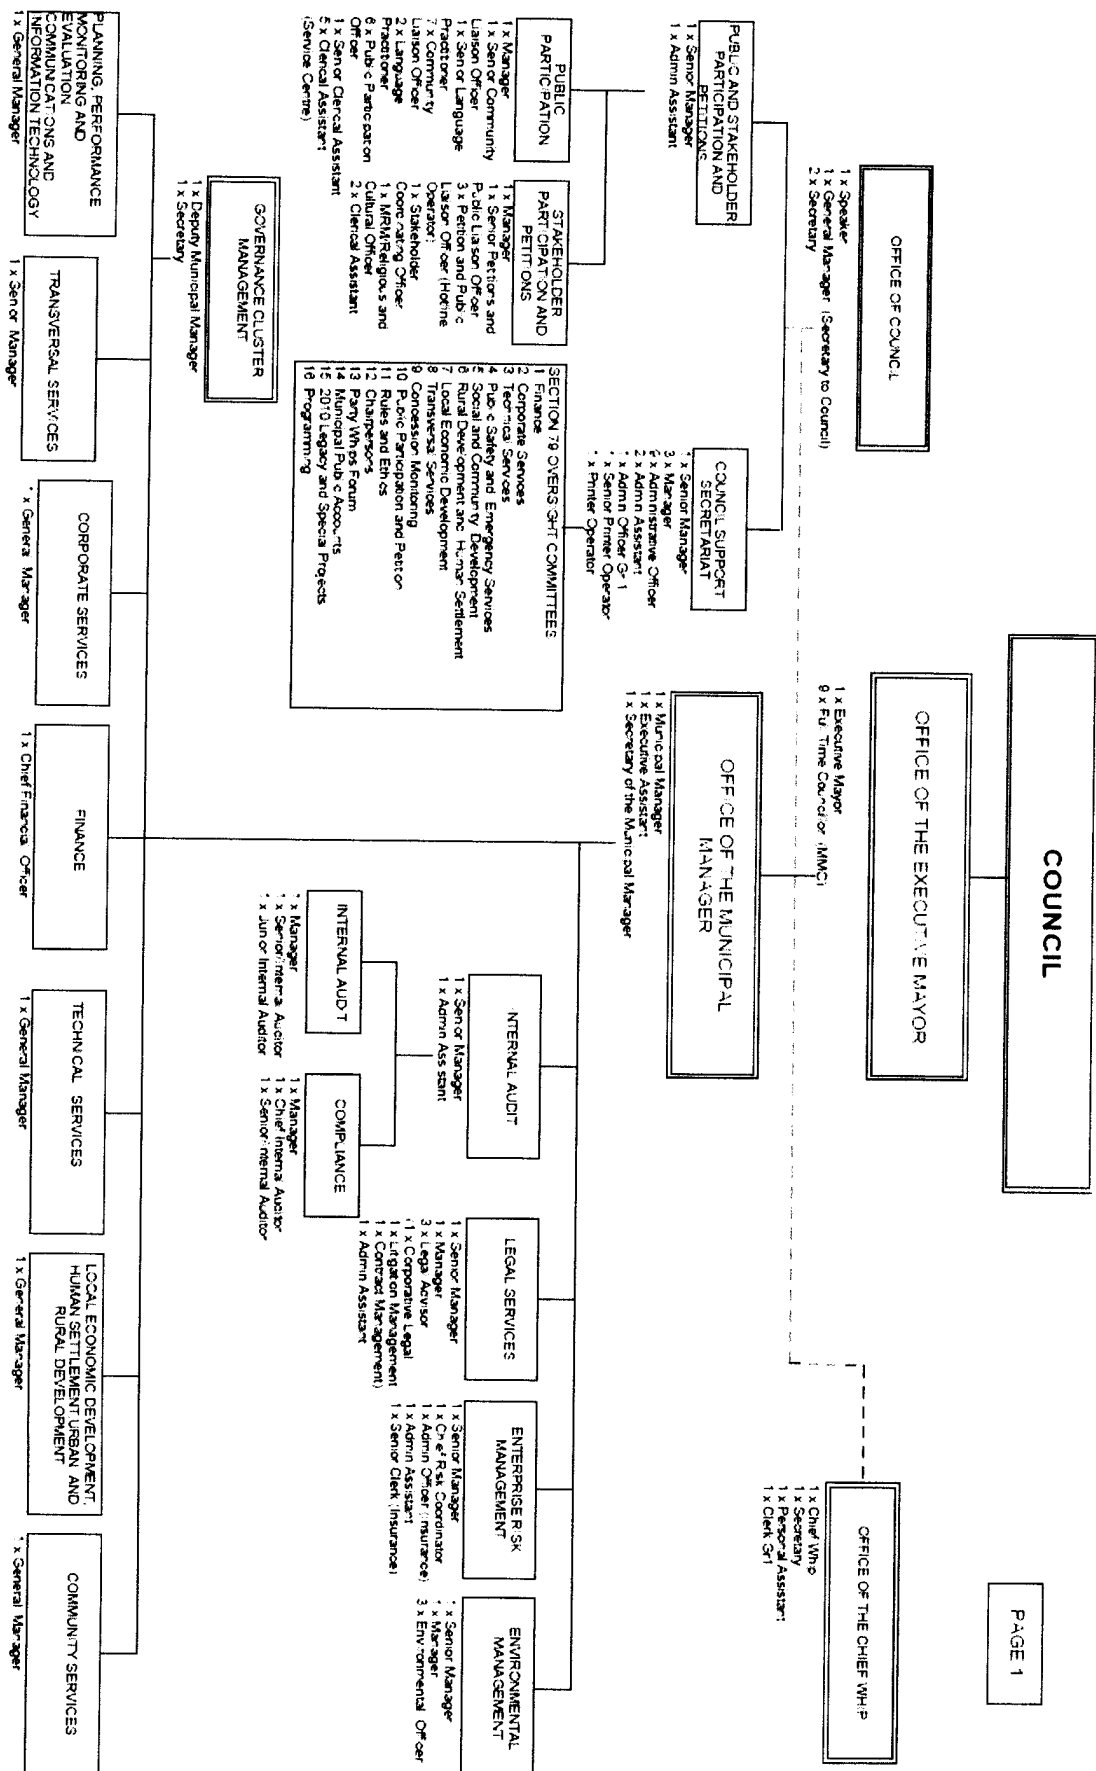 PAGE 1
COUNCIL
OFFICE OF THE EXECUTIVE MAYOR
1 x Executive Mayor
9 x Full Time Councillor (MMC)
OFFICE OF COUNCIL
1 x Speaker
1 x General Manager (Secretary to Council)
2 x Secretary
OFFICE OF THE CHIEF WHIP
1 x Chief Whip
1 x Secretary
1 x Personal Assistant
1 x Clerk Gr1
PUBLIC AND STAKEHOLDER
PARTICIPATION AND
PETITIONS
1 x Senior Manager
1 x Admin Assistant
COUNCIL SUPPORT
SECRETARIAT
1 x Senior Manager
3 x Manager
6 x Administrative Officer
2 x Admin Assistant
1 x Admin Officer Gr 1
1 x Senior Printer Operator
1 x Printer Operator
OFFICE OF THE MUNICIPAL
MANAGER
1 x Municipal Manager
1 x Executive Assistant
1 x Secretary of the Municipal Manager
PUBLIC
PARTICIPATION
1 x Manager
1 x Senior Community
Liaison Officer
1 x Senior Language
Practitioner
7 x Community
Liaison Officer
2 x Language
Practitioner
6 x Public Participation
Officer
1 x Senior Clerical Assistant
5 x Clerical Assistant
(Service Centre)
STAKEHOLDER
PARTICIPATION AND
PETITIONS
1 x Manager
1 x Senior Petitions and
Public Liaison Officer
3 x Petition and Public
Liaison Officer (Hotline
Operator)
1 x Stakeholder
Coordinating Officer
1 x MRM/Religious and
Cultural Officer
2 x Clerical Assistant
SECTION 79 OVERSIGHT COMMITTEES
1 Finance
2 Corporate Services
3 Technical Services
4 Public Safety and Emergency Services
5 Social and Community Development
6 Rural Development and Human Settlement
7 Local Economic Development
8 Transversal Services
9 Concession Monitoring
10 Public Participation and Petition
11 Rules and Ethics
12 Chairpersons
13 Party Whips Forum
14 Municipal Public Accounts
15 2010 Legacy and Special Projects
16 Programming
INTERNAL AUDIT
1 x Senior Manager
1 x Admin Assistant
LEGAL SERVICES
1 x Senior Manager
1 x Manager
3 x Legal Advisor
(1 x Corporative Legal
1 x Litigation Management
1 x Contract Management)
1 x Admin Assistant
ENTERPRISE RISK
MANAGEMENT
1 x Senior Manager
1 x Chief Risk Coordinator
1 x Admin Officer (Insurance)
1 x Admin Assistant
1 x Senior Clerk (Insurance)
ENVIRONMENTAL
MANAGEMENT
1 x Senior Manager
1 x Manager
3 x Environmental Officer
INTERNAL AUDIT
1 x Manager
1 x Senior Internal Auditor
1 x Junior Internal Auditor
COMPLIANCE
1 x Manager
1 x Chief Internal Auditor
1 x Senior Internal Auditor
GOVERNANCE CLUSTER
MANAGEMENT
1 x Deputy Municipal Manager
1 x Secretary
PLANNING, PERFORMANCE
MONITORING AND
EVALUATION
COMMUNICATIONS AND
INFORMATION TECHNOLOGY
1 x General Manager
TRANSVERSAL SERVICES
1 x Senior Manager
CORPORATE SERVICES
1 x General Manager
FINANCE
1 x Chief Financial Officer
TECHNICAL SERVICES
1 x General Manager
LOCAL ECONOMIC DEVELOPMENT,
HUMAN SETTLEMENT URBAN AND
RURAL DEVELOPMENT
1 x General Manager
COMMUNITY SERVICES
1 x General Manager